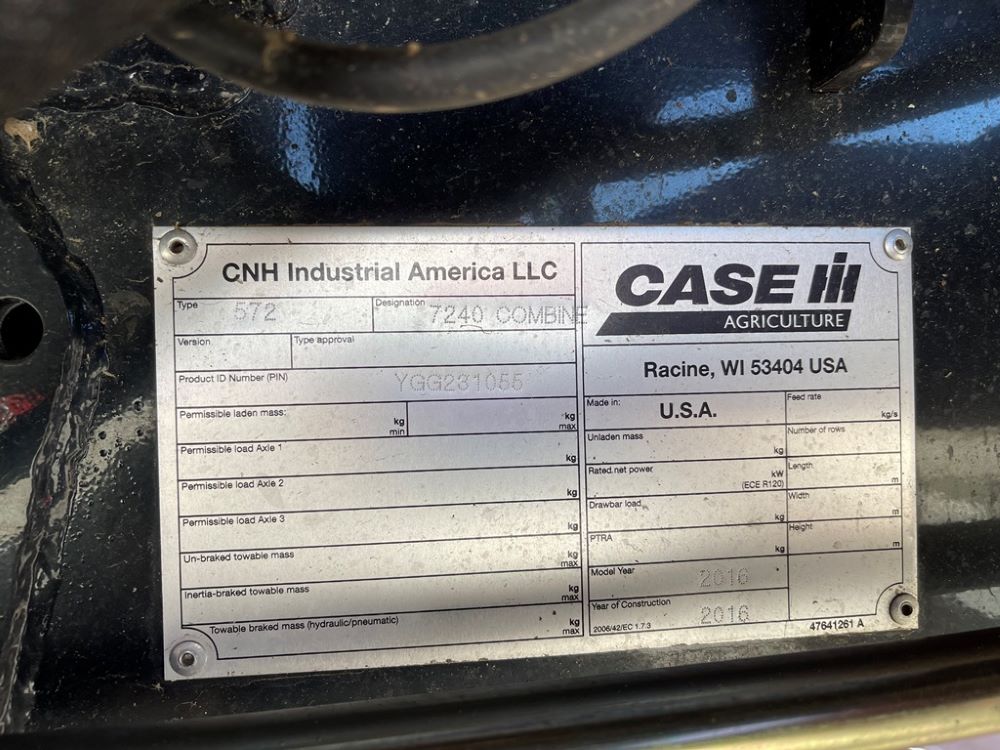 CNH Industrial America LLC
Type 572 Designation 7240 COMBINE
Version Type approval
Product ID Number (PIN) YGG231055
Permissible laden mass: kg min kg max
Permissible load Axle 1 kg
Permissible load Axle 2 kg
Permissible load Axle 3 kg
Un-braked towable mass kg max
Inertia-braked towable mass kg max
Towable braked mass (hydraulic/pneumatic) kg max
CASE IH
AGRICULTURE
Racine, WI 53404 USA
Made in: U.S.A. Feed rate kg/s
Unladen mass kg Number of rows
Rated net power kW (ECE R120) Length m
Drawbar load kg Width m
PTRA kg Height m
Model Year 2016
Year of Construction 2016
2006/42/EC 1.7.3 47641261 A